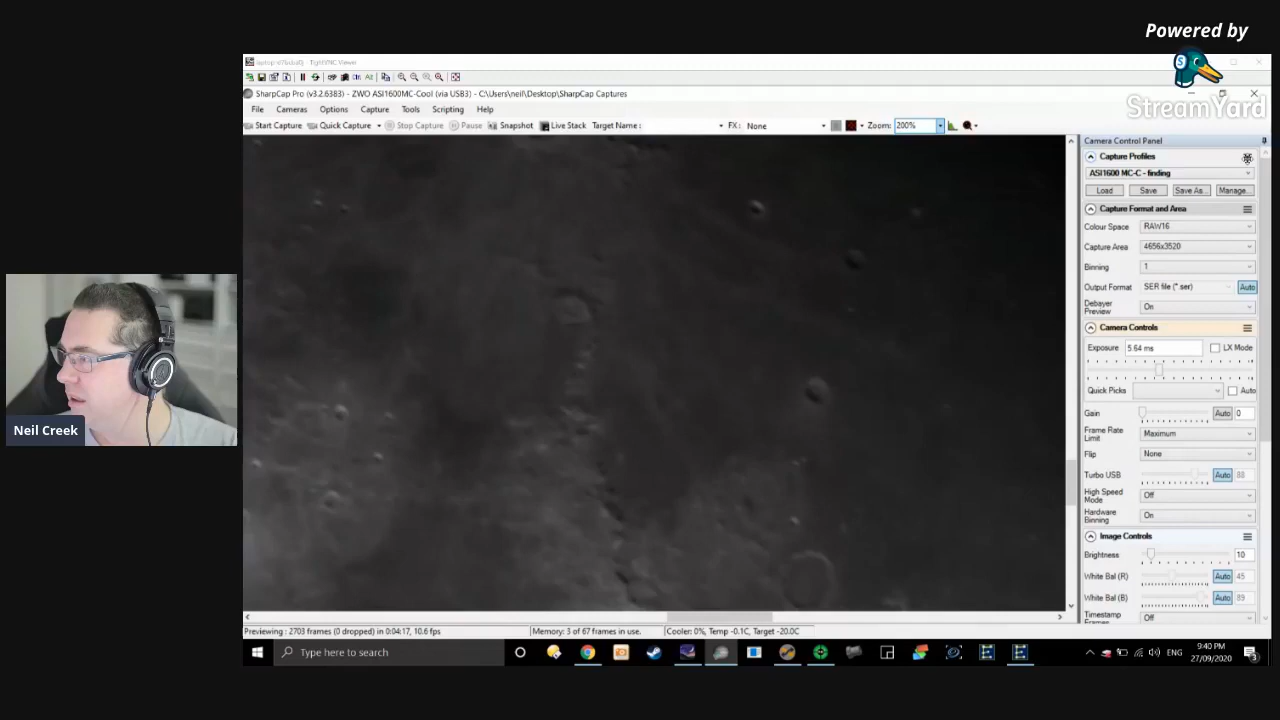 Powered by
StreamYard
TightVNC Viewer
SharpCap Pro (v3.2.6383) - ZWO ASI1600MC-Cool (via USB3) - C:\Users\neil\Desktop\SharpCap Captures
File Cameras Options Capture Tools Scripting Help
Start Capture Quick Capture Stop Capture Pause Snapshot Live Stack Target Name : FX: None Zoom: 200%
Camera Control Panel
Capture Profiles
ASI1600 MC-C - finding
Load Save Save As... Manage...
Capture Format and Area
Colour Space RAW16
Capture Area 4656x3520
Binning 1
Output Format SER file (*.ser) Auto
Debayer Preview On
Camera Controls
Exposure 5.64 ms LX Mode
Quick Picks Auto
Gain Auto 0
Frame Rate Limit Maximum
Flip None
Turbo USB Auto 88
High Speed Mode Off
Hardware Binning On
Image Controls
Brightness 10
White Bal (R) Auto 45
White Bal (B) Auto 89
Timestamp Frames Off
Neil Creek
Previewing : 2703 frames (0 dropped) in 0:04:17, 10.6 fps Memory: 3 of 67 frames in use. Cooler: 0%, Temp -0.1C, Target -20.0C
Type here to search
ENG
9:40 PM
27/09/2020
3